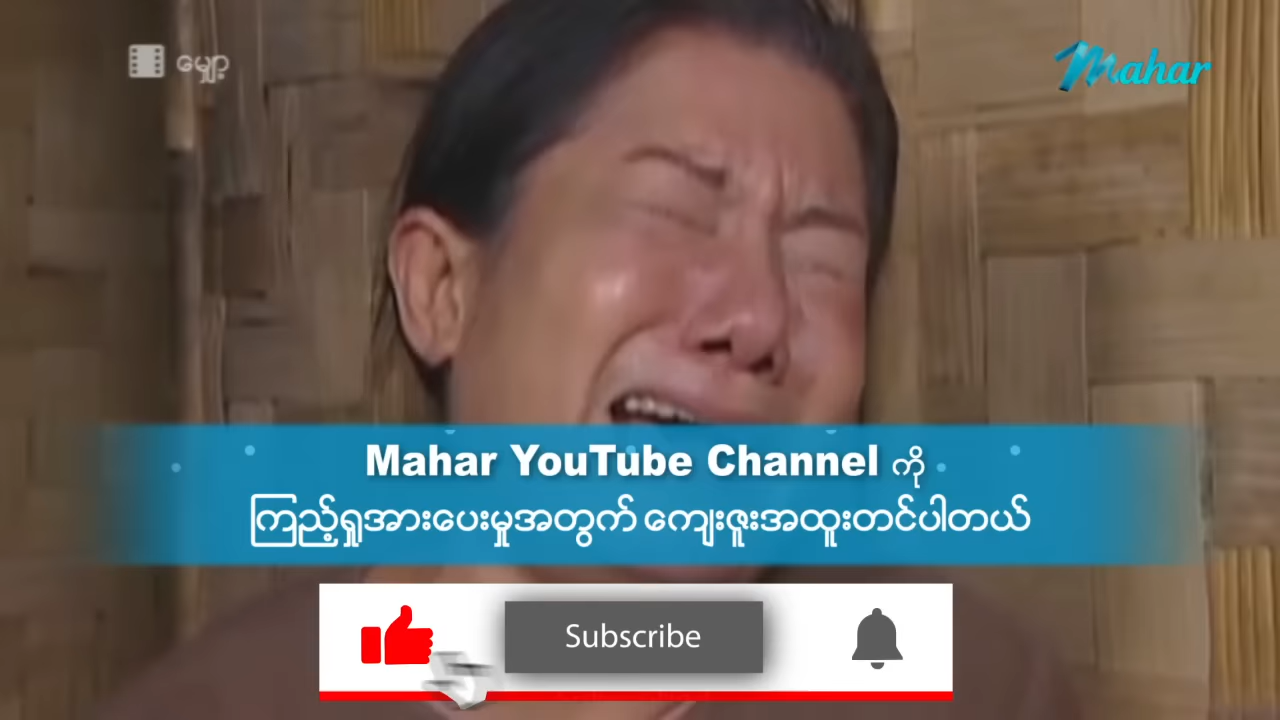 မျှော့
Mahar
Mahar YouTube Channel ကို
ကြည့်ရှုအားပေးမှုအတွက် ကျေးဇူးအထူးတင်ပါတယ်
Subscribe